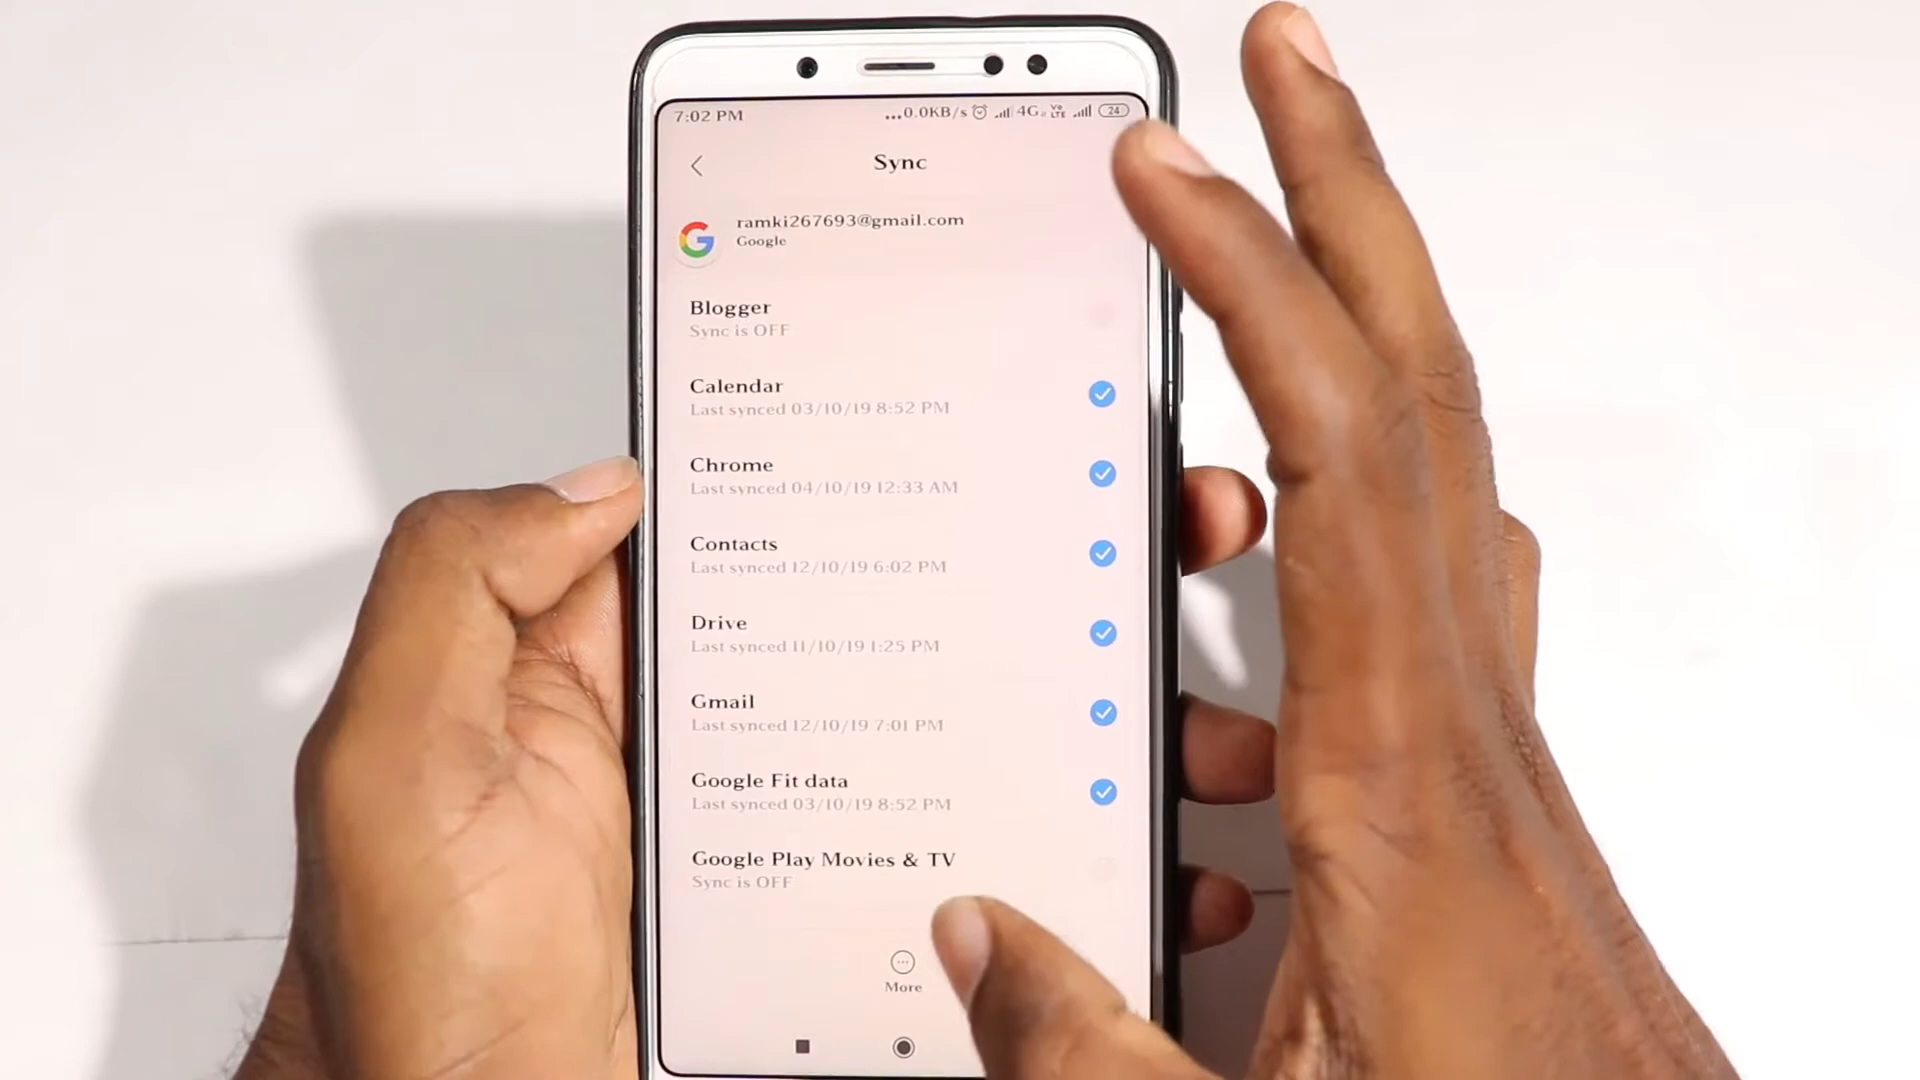 7:02 PM ...0.0KB/s 4G Vo LTE 24
Sync
ramki267693@gmail.com
Google
Blogger
Sync is OFF
Calendar
Last synced 03/10/19 8:52 PM
Chrome
Last synced 04/10/19 12:33 AM
Contacts
Last synced 12/10/19 6:02 PM
Drive
Last synced 11/10/19 1:25 PM
Gmail
Last synced 12/10/19 7:01 PM
Google Fit data
Last synced 03/10/19 8:52 PM
Google Play Movies & TV
Sync is OFF
More